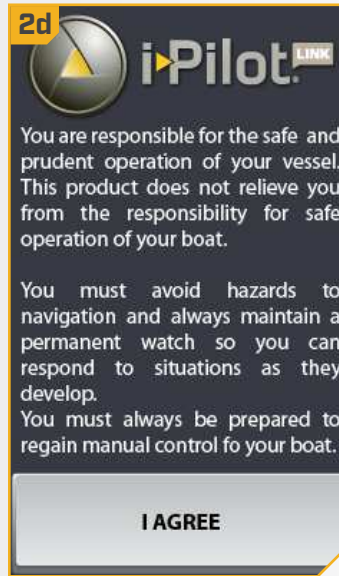 2d
i-Pilot LINK
You are responsible for the safe and
prudent operation of your vessel.
This product does not relieve you
from the responsibility for safe
operation of your boat.
You must avoid hazards to
navigation and always maintain a
permanent watch so you can
respond to situations as they
develop.
You must always be prepared to
regain manual control fo your boat.
I AGREE